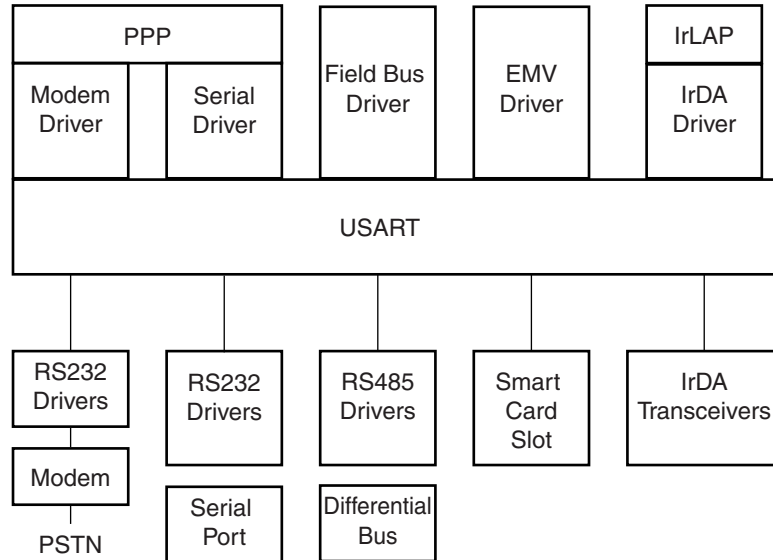 PPP
IrLAP
Modem
Driver
Serial
Driver
Field Bus
Driver
EMV
Driver
IrDA
Driver
USART
RS232
Drivers
RS232
Drivers
RS485
Drivers
Smart
Card
Slot
IrDA
Transceivers
Modem
Serial
Port
Differential
Bus
PSTN